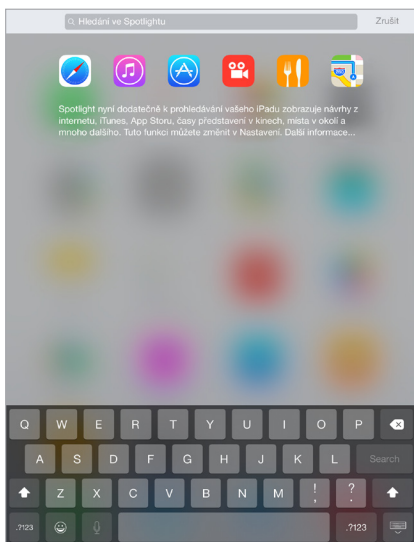 Hledání ve Spotlightu
Zrušit
Spotlight nyní dodatečně k prohledávání vašeho iPadu zobrazuje návrhy z
internetu, iTunes, App Storu, časy představení v kinech, místa v okolí a
mnoho dalšího. Tuto funkci můžete změnit v Nastavení. Další informace...
Q W E R T Y U I O P
A S D F G H J K L Search
Z X C V B N M ! , ? .
.?123 .?123